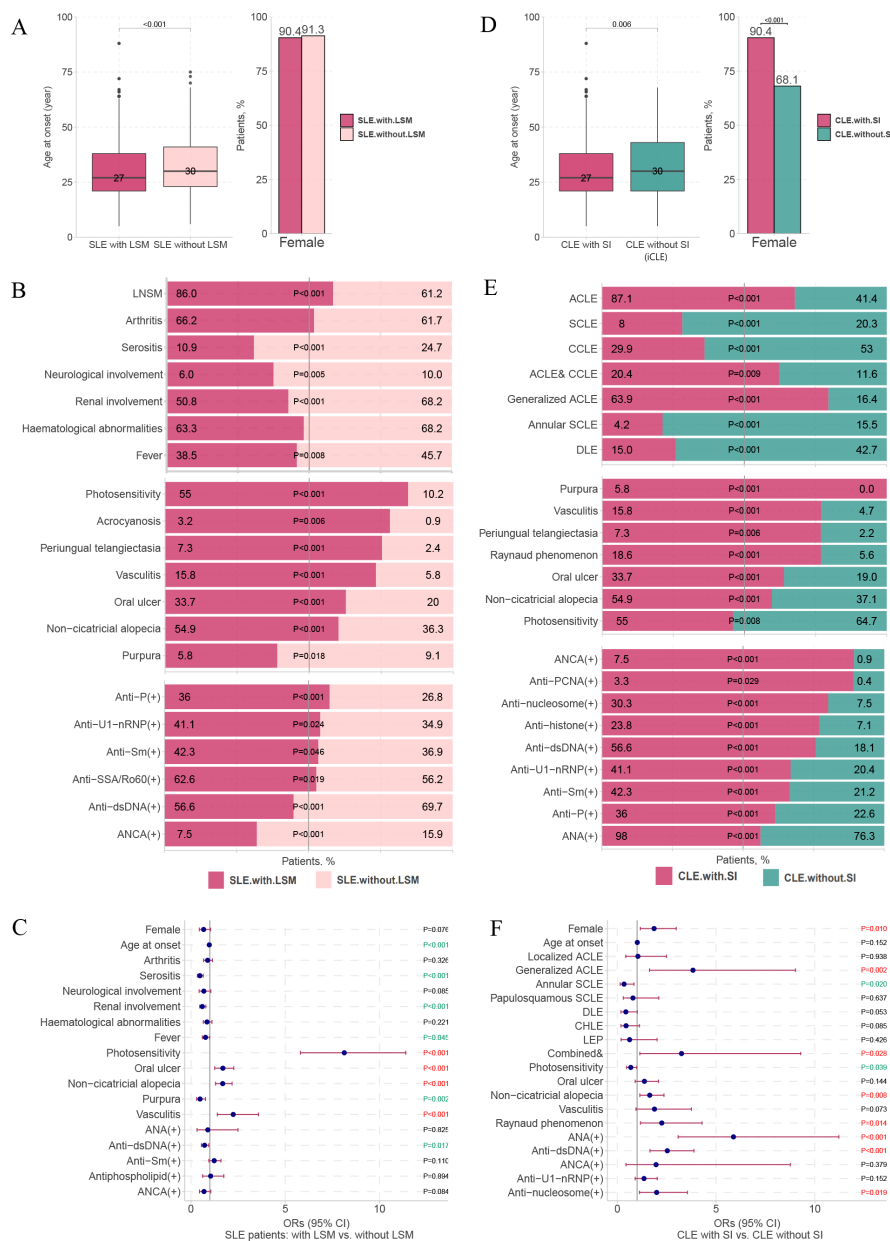 A
<0.001
100
75
50
25
0
Age at onset (year)
27
30
SLE with LSM
SLE without LSM
100
75
50
25
0
Patients, %
90.4
91.3
Female
SLE.with.LSM
SLE.without.LSM
D
0.006
100
75
50
25
0
Age at onset (year)
27
30
CLE with SI
CLE without SI
(iCLE)
100
75
50
25
0
Patients, %
<0.001
90.4
68.1
Female
CLE.with.SI
CLE.without.SI
B
LNSM 86.0 P<0.001 61.2
Arthritis 66.2 61.7
Serositis 10.9 P<0.001 24.7
Neurological involvement 6.0 P=0.005 10.0
Renal involvement 50.8 P<0.001 68.2
Haematological abnormalities 63.3 68.2
Fever 38.5 P=0.008 45.7
Photosensitivity 55 P<0.001 10.2
Acrocyanosis 3.2 P=0.006 0.9
Periungual telangiectasia 7.3 P<0.001 2.4
Vasculitis 15.8 P<0.001 5.8
Oral ulcer 33.7 P<0.001 20
Non−cicatricial alopecia 54.9 P<0.001 36.3
Purpura 5.8 P=0.018 9.1
Anti−P(+) 36 P<0.001 26.8
Anti−U1−nRNP(+) 41.1 P=0.024 34.9
Anti−Sm(+) 42.3 P=0.046 36.9
Anti−SSA/Ro60(+) 62.6 P=0.019 56.2
Anti−dsDNA(+) 56.6 P<0.001 69.7
ANCA(+) 7.5 P<0.001 15.9
Patients, %
SLE.with.LSM SLE.without.LSM
E
ACLE 87.1 P<0.001 41.4
SCLE 8 P<0.001 20.3
CCLE 29.9 P<0.001 53
ACLE& CCLE 20.4 P=0.009 11.6
Generalized ACLE 63.9 P<0.001 16.4
Annular SCLE 4.2 P<0.001 15.5
DLE 15.0 P<0.001 42.7
Purpura 5.8 P<0.001 0.0
Vasculitis 15.8 P<0.001 4.7
Periungual telangiectasia 7.3 P=0.006 2.2
Raynaud phenomenon 18.6 P<0.001 5.6
Oral ulcer 33.7 P<0.001 19.0
Non−cicatricial alopecia 54.9 P<0.001 37.1
Photosensitivity 55 P=0.008 64.7
ANCA(+) 7.5 P<0.001 0.9
Anti−PCNA(+) 3.3 P=0.029 0.4
Anti−nucleosome(+) 30.3 P<0.001 7.5
Anti−histone(+) 23.8 P<0.001 7.1
Anti−dsDNA(+) 56.6 P<0.001 18.1
Anti−U1−nRNP(+) 41.1 P<0.001 20.4
Anti−Sm(+) 42.3 P<0.001 21.2
Anti−P(+) 36 P<0.001 22.6
ANA(+) 98 P<0.001 76.3
Patients, %
CLE.with.SI CLE.without.SI
C
Female P=0.076
Age at onset P<0.001
Arthritis P=0.326
Serositis P<0.001
Neurological involvement P=0.085
Renal involvement P<0.001
Haematological abnormalities P=0.221
Fever P=0.045
Photosensitivity P<0.001
Oral ulcer P<0.001
Non−cicatricial alopecia P<0.001
Purpura P=0.002
Vasculitis P<0.001
ANA(+) P=0.825
Anti−dsDNA(+) P=0.017
Anti−Sm(+) P=0.110
Antiphospholipid(+) P=0.894
ANCA(+) P=0.084
0 5 10
ORs (95% CI)
SLE patients: with LSM vs. without LSM
F
Female P=0.010
Age at onset P=0.152
Localized ACLE P=0.938
Generalized ACLE P=0.002
Annular SCLE P=0.020
Papulosquamous SCLE P=0.637
DLE P=0.053
CHLE P=0.085
LEP P=0.426
Combined& P=0.028
Photosensitivity P=0.039
Oral ulcer P=0.144
Non−cicatricial alopecia P=0.008
Vasculitis P=0.073
Raynaud phenomenon P=0.014
ANA(+) P<0.001
Anti−dsDNA(+) P<0.001
ANCA(+) P=0.379
Anti−U1−nRNP(+) P=0.152
Anti−nucleosome(+) P=0.019
0 5 10
ORs (95% CI)
CLE with SI vs. CLE without SI